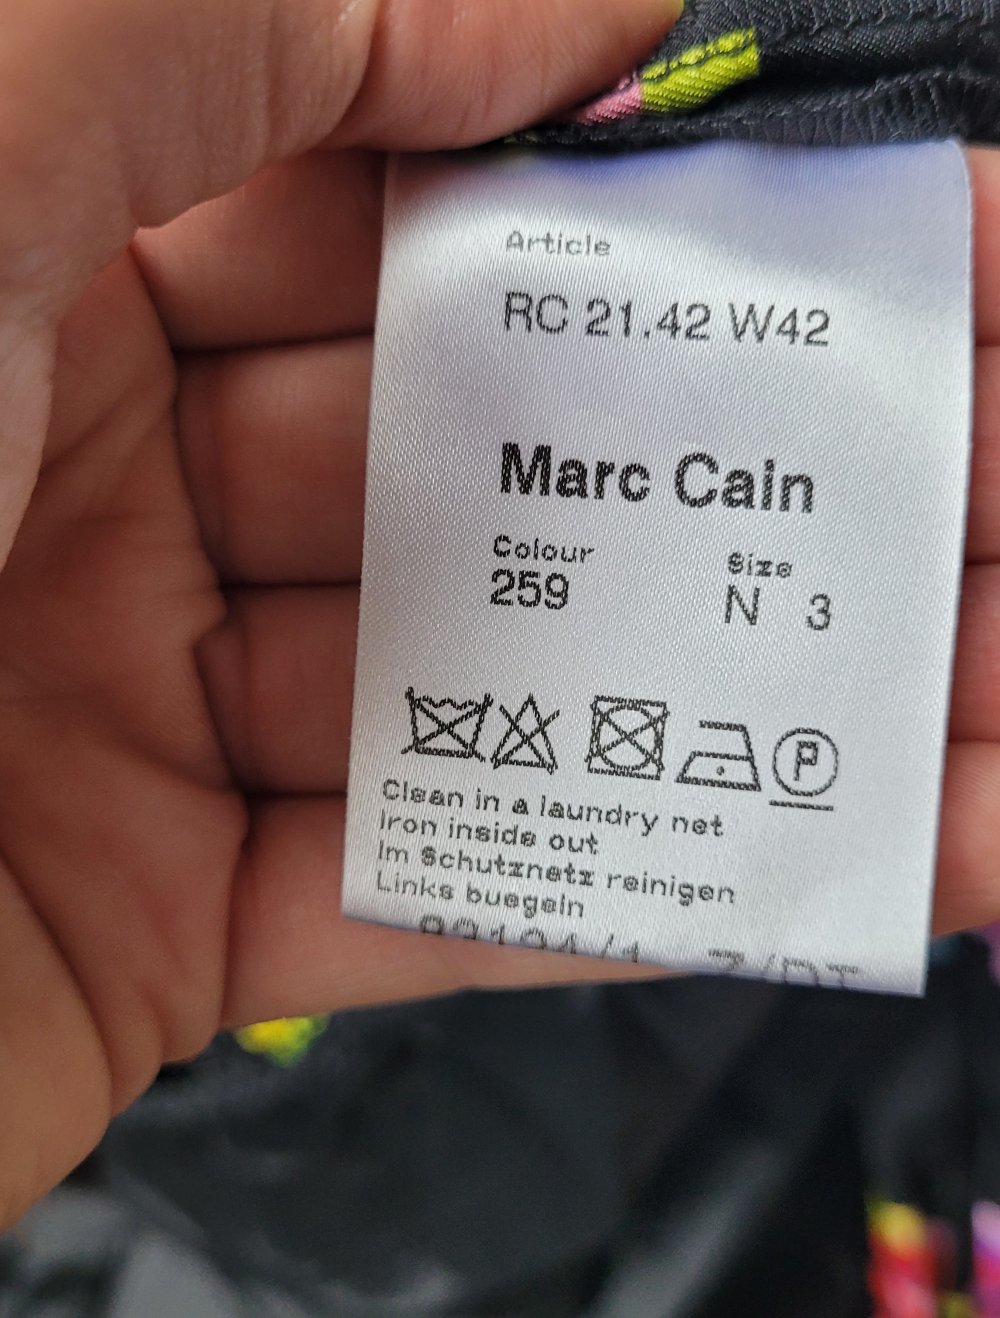 Article
RC 21.42 W42
Marc Cain
Colour Size
259 N 3
P
Clean in a laundry net
Iron inside out
Im Schutznetz reinigen
Links buegeln